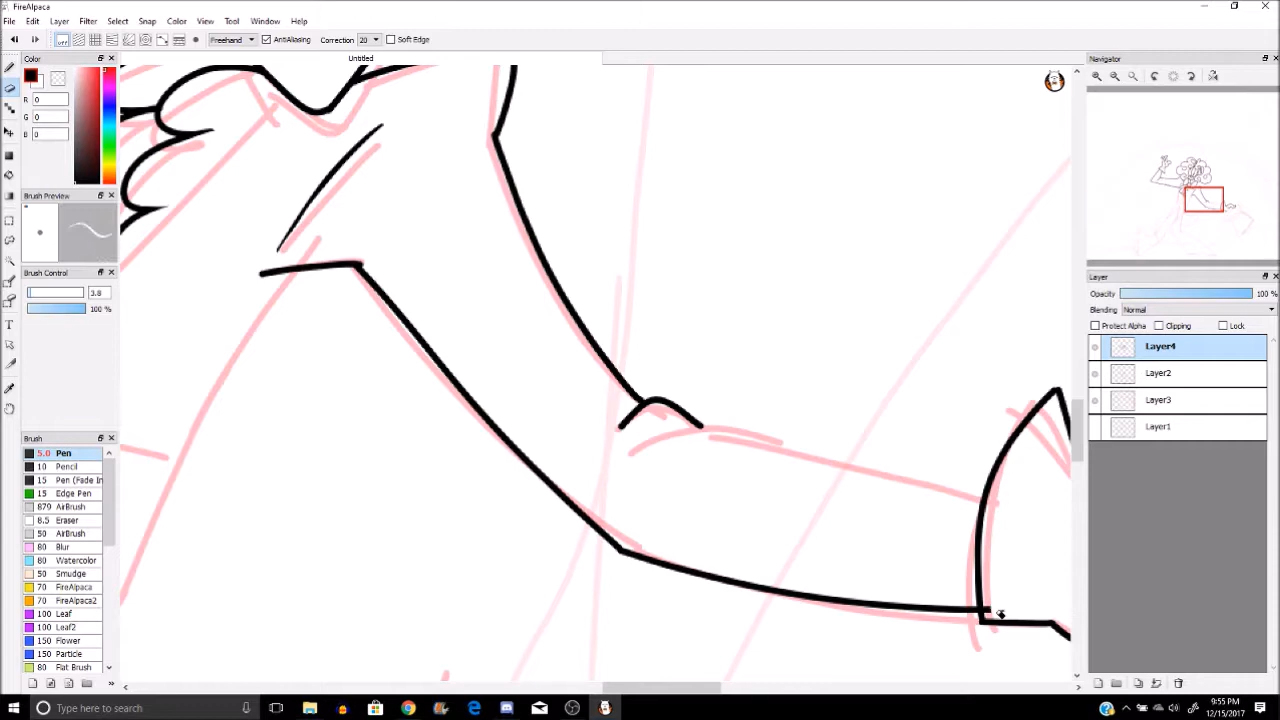 FireAlpaca
File Edit Layer Filter Select Snap Color View Tool Window Help
Freehand AntiAliasing Correction 20 Soft Edge
Color Untitled Navigator
R 0
G 0
B 0
Brush Preview
Brush Control
3.8
100 %
Layer
Opacity 100 %
Blending Normal
Protect Alpha Clipping Lock
Layer4
Layer2
Layer3
Layer1
Brush
5.0 Pen
10 Pencil
15 Pen (Fade In
15 Edge Pen
879 AirBrush
8.5 Eraser
50 AirBrush
80 Blur
80 Watercolor
50 Smudge
70 FireAlpaca
70 FireAlpaca2
100 Leaf
100 Leaf2
150 Flower
150 Particle
80 Flat Brush
Type here to search
9:55 PM
12/15/2017